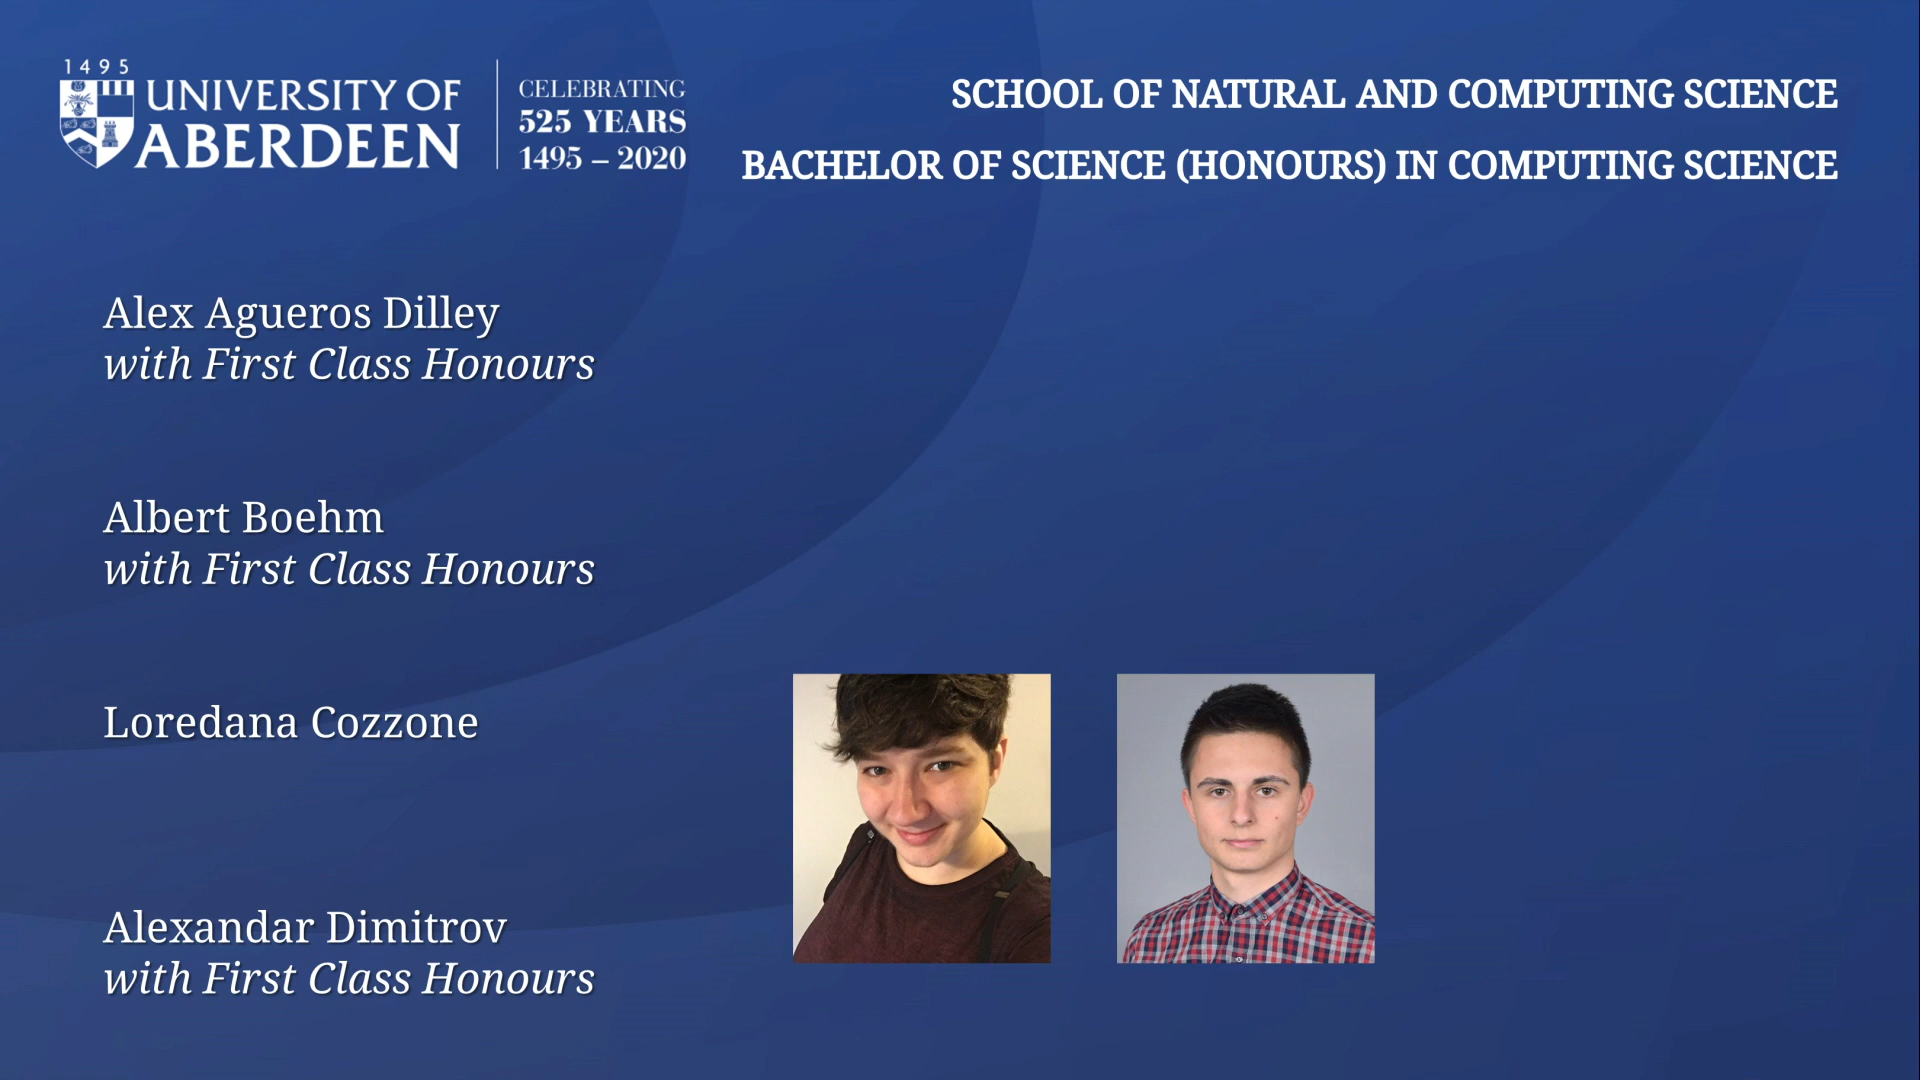 1495
UNIVERSITY OF
ABERDEEN
CELEBRATING
525 YEARS
1495 – 2020
SCHOOL OF NATURAL AND COMPUTING SCIENCE
BACHELOR OF SCIENCE (HONOURS) IN COMPUTING SCIENCE
Alex Agueros Dilley
with First Class Honours
Albert Boehm
with First Class Honours
Loredana Cozzone
Alexandar Dimitrov
with First Class Honours